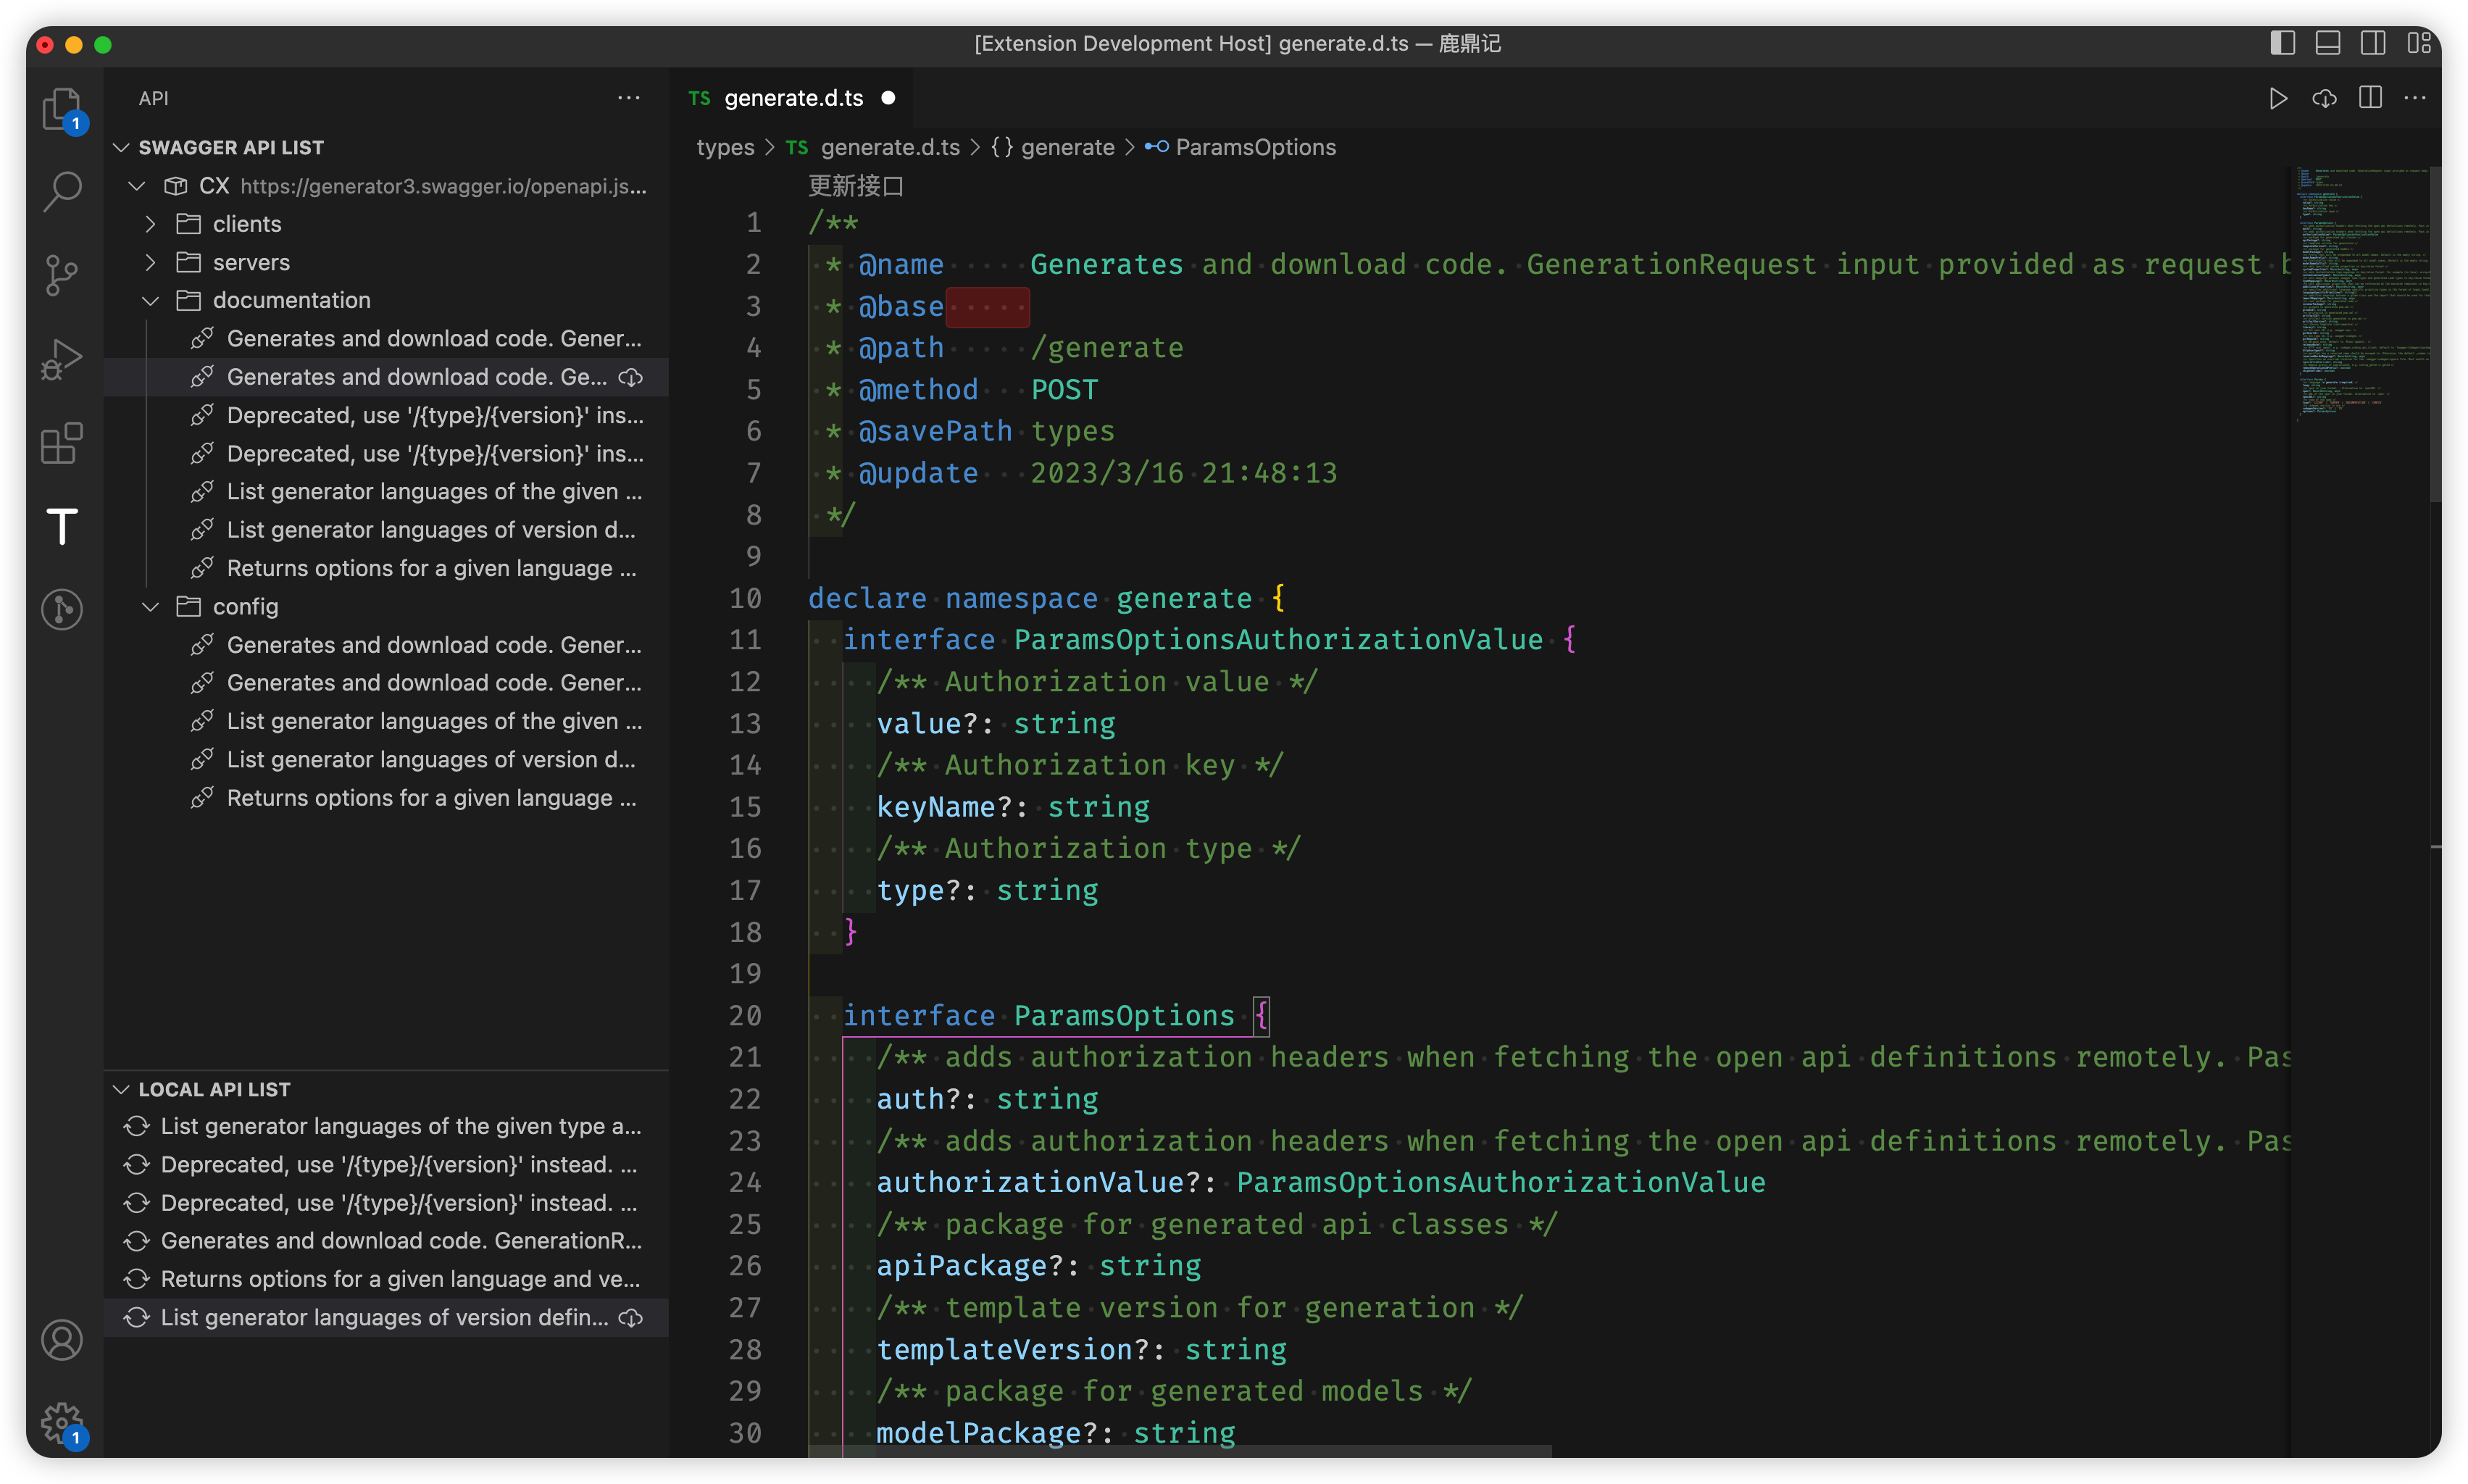 [Extension Development Host] generate.d.ts — 鹿鼎记
API
SWAGGER API LIST
CX https://generator3.swagger.io/openapi.js...
clients
servers
documentation
Generates and download code. Gener...
Generates and download code. Ge...
Deprecated, use '/{type}/{version}' ins...
Deprecated, use '/{type}/{version}' ins...
List generator languages of the given ...
List generator languages of version d...
Returns options for a given language ...
config
Generates and download code. Gener...
Generates and download code. Gener...
List generator languages of the given ...
List generator languages of version d...
Returns options for a given language ...
LOCAL API LIST
List generator languages of the given type a...
Deprecated, use '/{type}/{version}' instead. ...
Deprecated, use '/{type}/{version}' instead. ...
Generates and download code. GenerationR...
Returns options for a given language and ve...
List generator languages of version defin...
1
1
TS generate.d.ts
types > TS generate.d.ts > {} generate > ParamsOptions
更新接口
1 /**
2 * @name Generates and download code. GenerationRequest input provided as request b
3 * @base
4 * @path /generate
5 * @method POST
6 * @savePath types
7 * @update 2023/3/16 21:48:13
8 */
9
10 declare namespace generate {
11 interface ParamsOptionsAuthorizationValue {
12 /** Authorization value */
13 value?: string
14 /** Authorization key */
15 keyName?: string
16 /** Authorization type */
17 type?: string
18 }
19
20 interface ParamsOptions {
21 /** adds authorization headers when fetching the open api definitions remotely. Pas
22 auth?: string
23 /** adds authorization headers when fetching the open api definitions remotely. Pas
24 authorizationValue?: ParamsOptionsAuthorizationValue
25 /** package for generated api classes */
26 apiPackage?: string
27 /** template version for generation */
28 templateVersion?: string
29 /** package for generated models */
30 modelPackage?: string